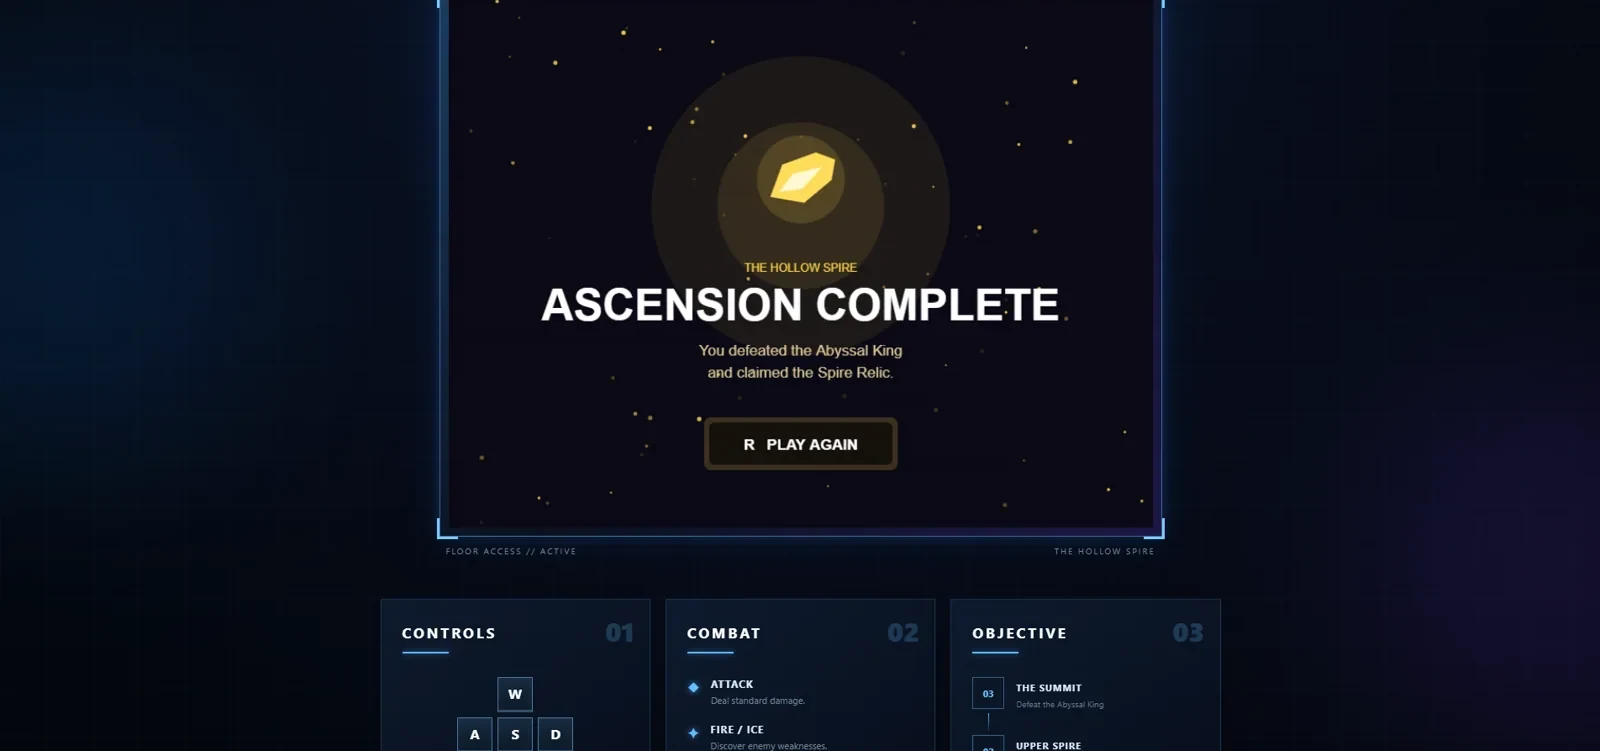 THE HOLLOW SPIRE
ASCENSION COMPLETE
You defeated the Abyssal King
and claimed the Spire Relic.
R PLAY AGAIN
FLOOR ACCESS // ACTIVE
THE HOLLOW SPIRE
CONTROLS
01
W
A
S
D
COMBAT
02
ATTACK
Deal standard damage.
FIRE / ICE
Discover enemy weaknesses.
OBJECTIVE
03
03
THE SUMMIT
Defeat the Abyssal King
UPPER SPIRE